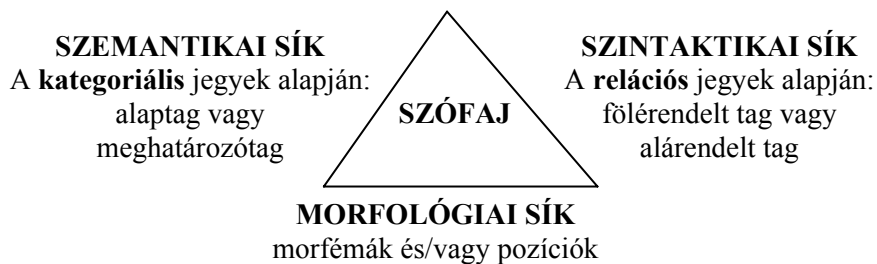 SZEMANTIKAI SÍK
A kategoriális jegyek alapján:
alaptag vagy
meghatározótag
SZÓFAJ
SZINTAKTIKAI SÍK
A relációs jegyek alapján:
fölérendelt tag vagy
alárendelt tag
MORFOLÓGIAI SÍK
morfémák és/vagy pozíciók